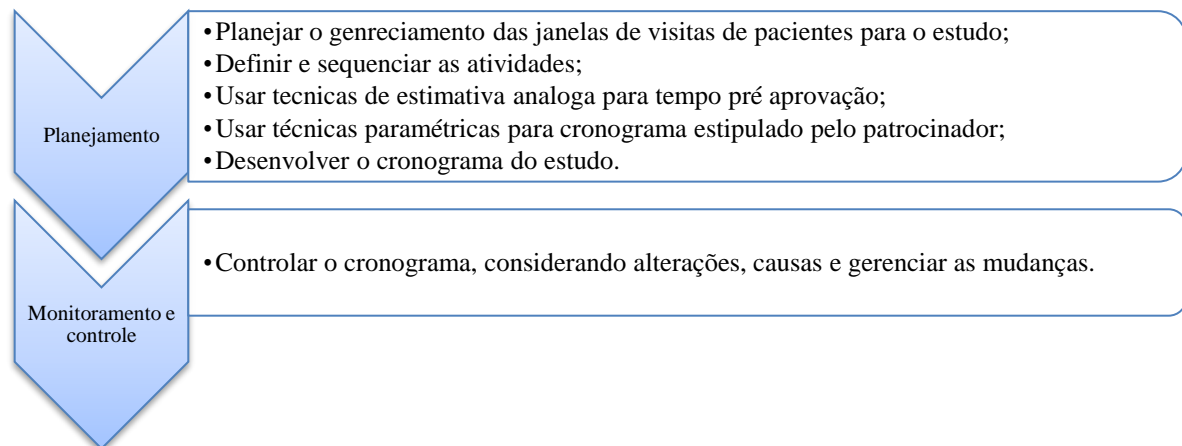 Planejamento
•Planejar o genreciamento das janelas de visitas de pacientes para o estudo;
•Definir e sequenciar as atividades;
•Usar tecnicas de estimativa analoga para tempo pré aprovação;
•Usar técnicas paramétricas para cronograma estipulado pelo patrocinador;
•Desenvolver o cronograma do estudo.
Monitoramento e
controle
•Controlar o cronograma, considerando alterações, causas e gerenciar as mudanças.